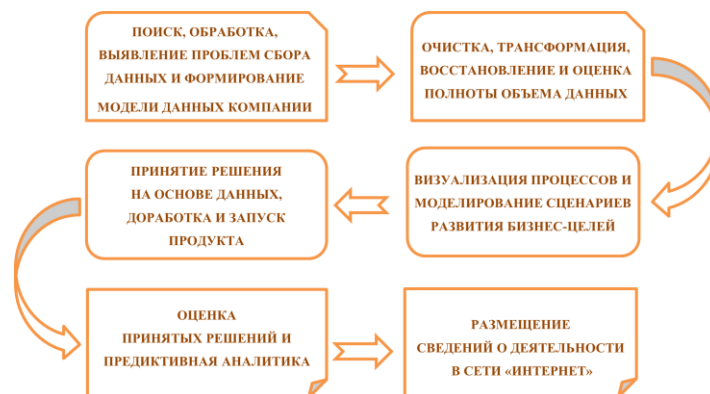 ПОИСК, ОБРАБОТКА,
ВЫЯВЛЕНИЕ ПРОБЛЕМ СБОРА
ДАННЫХ И ФОРМИРОВАНИЕ
МОДЕЛИ ДАННЫХ КОМПАНИИ
ОЧИСТКА, ТРАНСФОРМАЦИЯ,
ВОССТАНОВЛЕНИЕ И ОЦЕНКА
ПОЛНОТЫ ОБЪЕМА ДАННЫХ
ВИЗУАЛИЗАЦИЯ ПРОЦЕССОВ И
МОДЕЛИРОВАНИЕ СЦЕНАРИЕВ
РАЗВИТИЯ БИЗНЕС-ЦЕЛЕЙ
ПРИНЯТИЕ РЕШЕНИЯ
НА ОСНОВЕ ДАННЫХ,
ДОРАБОТКА И ЗАПУСК
ПРОДУКТА
ОЦЕНКА
ПРИНЯТЫХ РЕШЕНИЙ И
ПРЕДИКТИВНАЯ АНАЛИТИКА
РАЗМЕЩЕНИЕ
СВЕДЕНИЙ О ДЕЯТЕЛЬНОСТИ
В СЕТИ «ИНТЕРНЕТ»